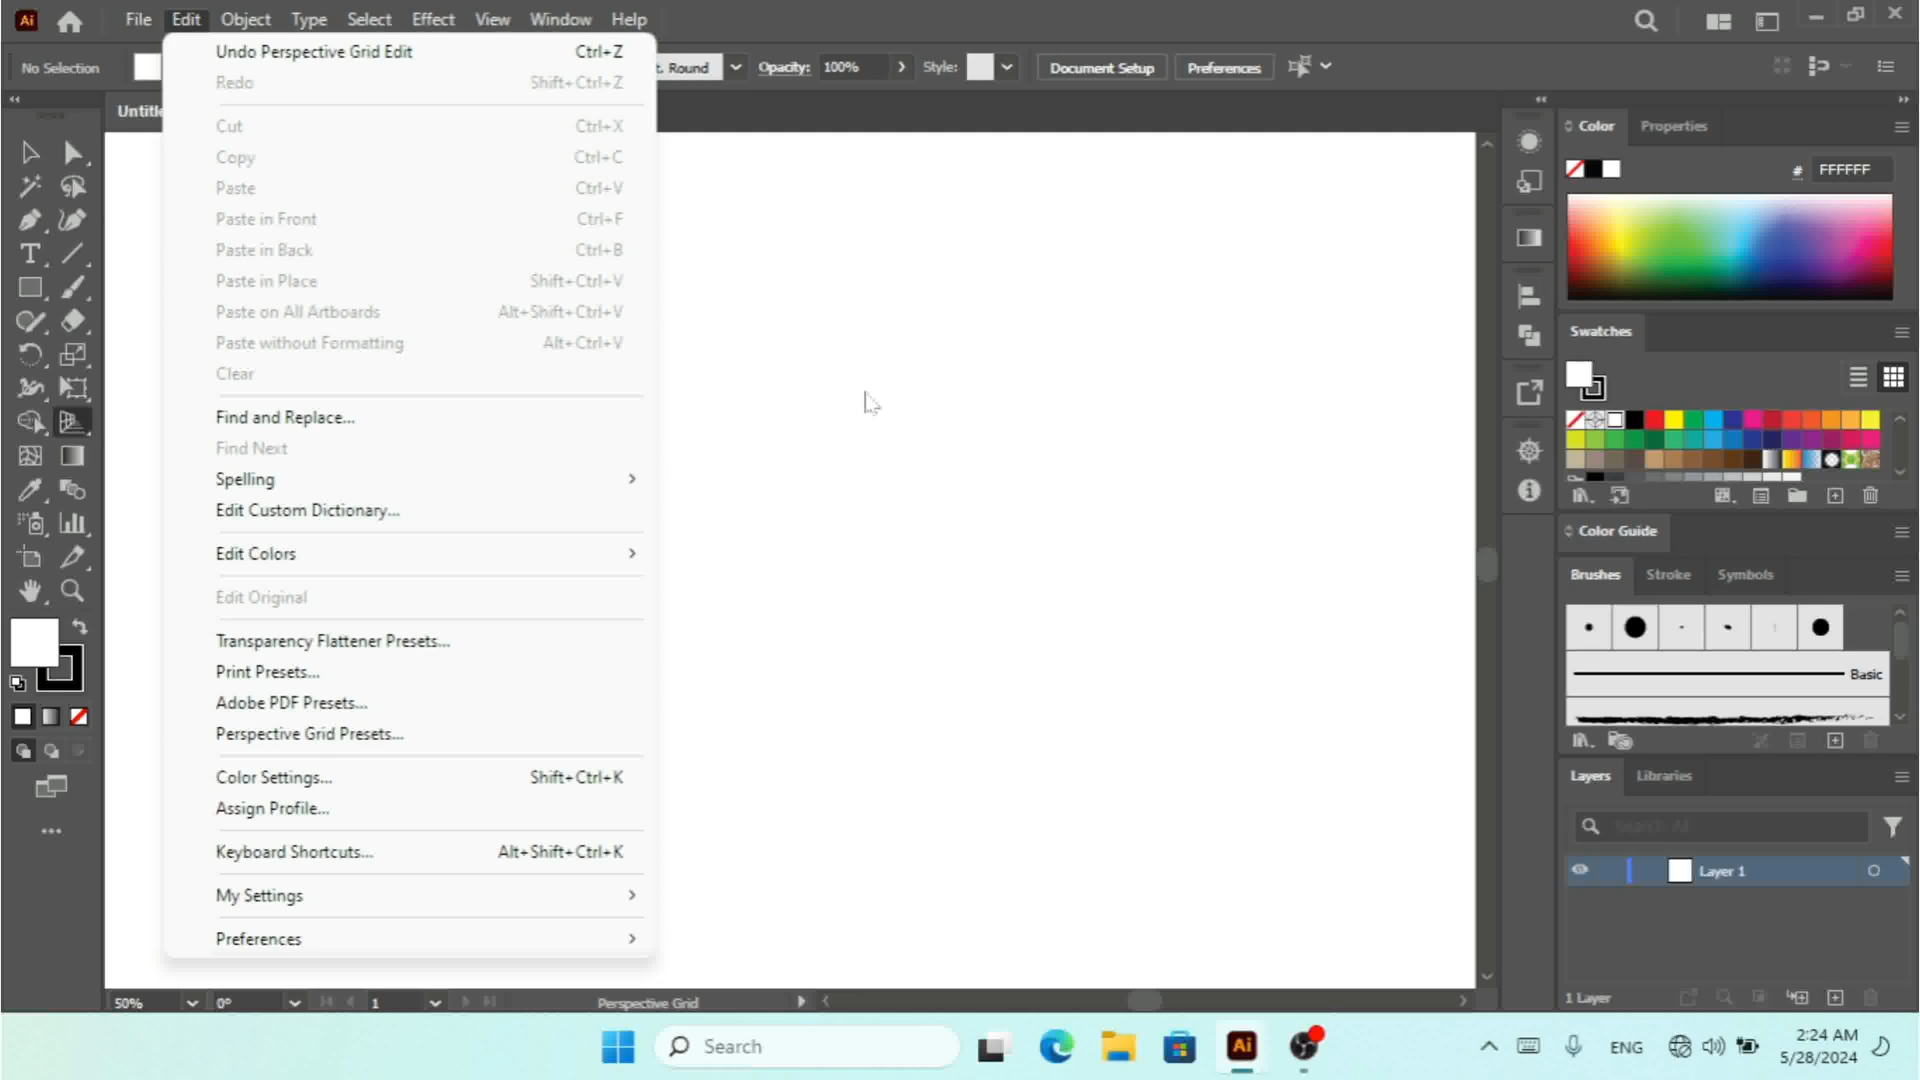 Ai File Edit Object Type Select Effect View Window Help
No Selection
t. Round Opacity: 100% Style: Document Setup Preferences
Undo Perspective Grid Edit Ctrl+Z
Redo Shift+Ctrl+Z
Cut Ctrl+X
Copy Ctrl+C
Paste Ctrl+V
Paste in Front Ctrl+F
Paste in Back Ctrl+B
Paste in Place Shift+Ctrl+V
Paste on All Artboards Alt+Shift+Ctrl+V
Paste without Formatting Alt+Ctrl+V
Clear
Find and Replace...
Find Next
Spelling
Edit Custom Dictionary...
Edit Colors
Edit Original
Transparency Flattener Presets...
Print Presets...
Adobe PDF Presets...
Perspective Grid Presets...
Color Settings... Shift+Ctrl+K
Assign Profile...
Keyboard Shortcuts... Alt+Shift+Ctrl+K
My Settings
Preferences
Untitle
Color Properties
# FFFFFF
Swatches
Color Guide
Brushes Stroke Symbols
Basic
Layers Libraries
Search All
Layer 1
1 Layer
50% 0° 1 Perspective Grid
Search
Ai
ENG
2:24 AM
5/28/2024